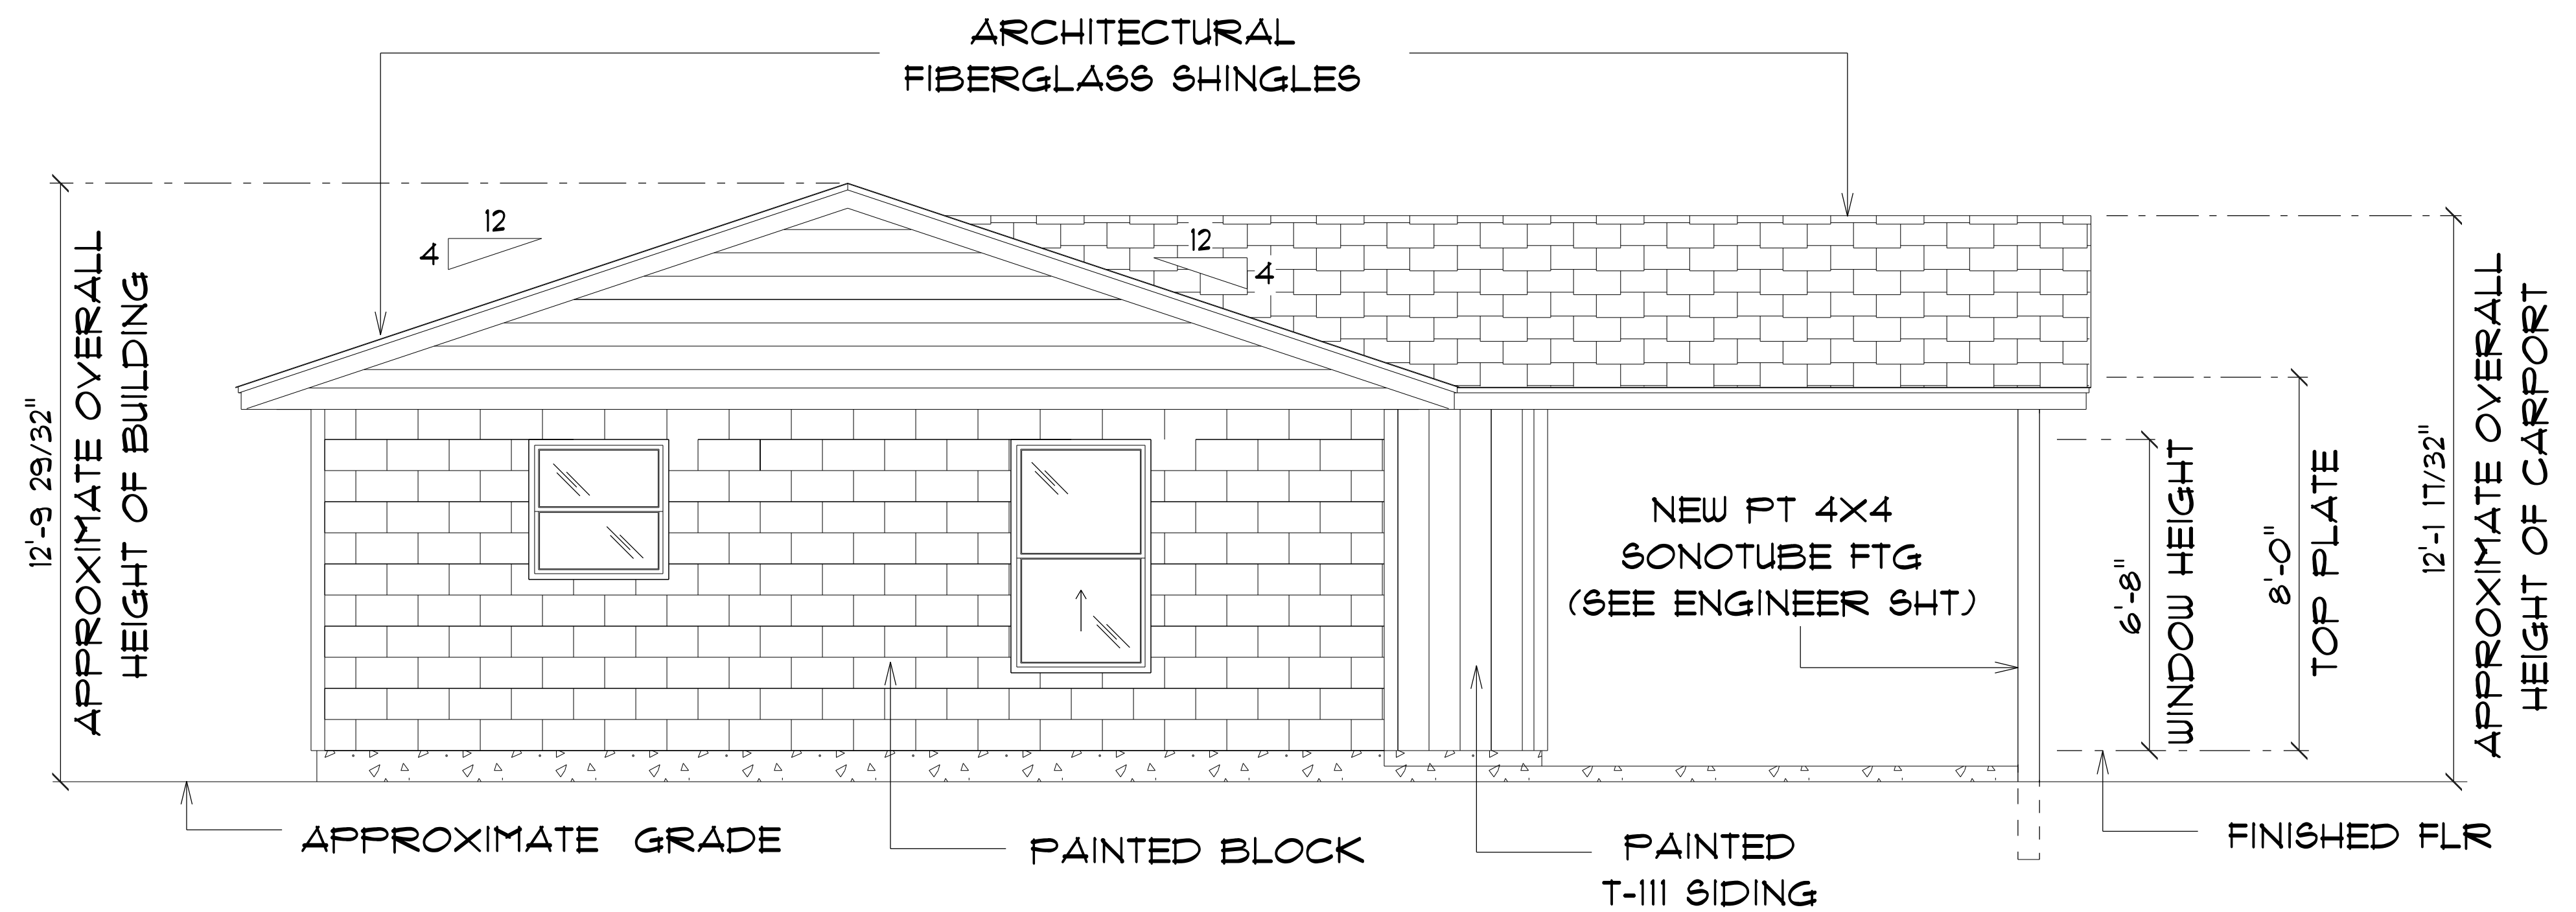 ARCHITECTURAL
FIBERGLASS SHINGLES
12
4
12
4
12'-9 29/32"
APPROXIMATE OVERALL
HEIGHT OF BUILDING
NEW PT 4X4
SONOTUBE FTG
(SEE ENGINEER SHT)
6'-8"
WINDOW HEIGHT
8'-0"
TOP PLATE
12'-1 17/32"
APPROXIMATE OVERALL
HEIGHT OF CARPORT
APPROXIMATE GRADE
PAINTED BLOCK
PAINTED
T-111 SIDING
FINISHED FLR